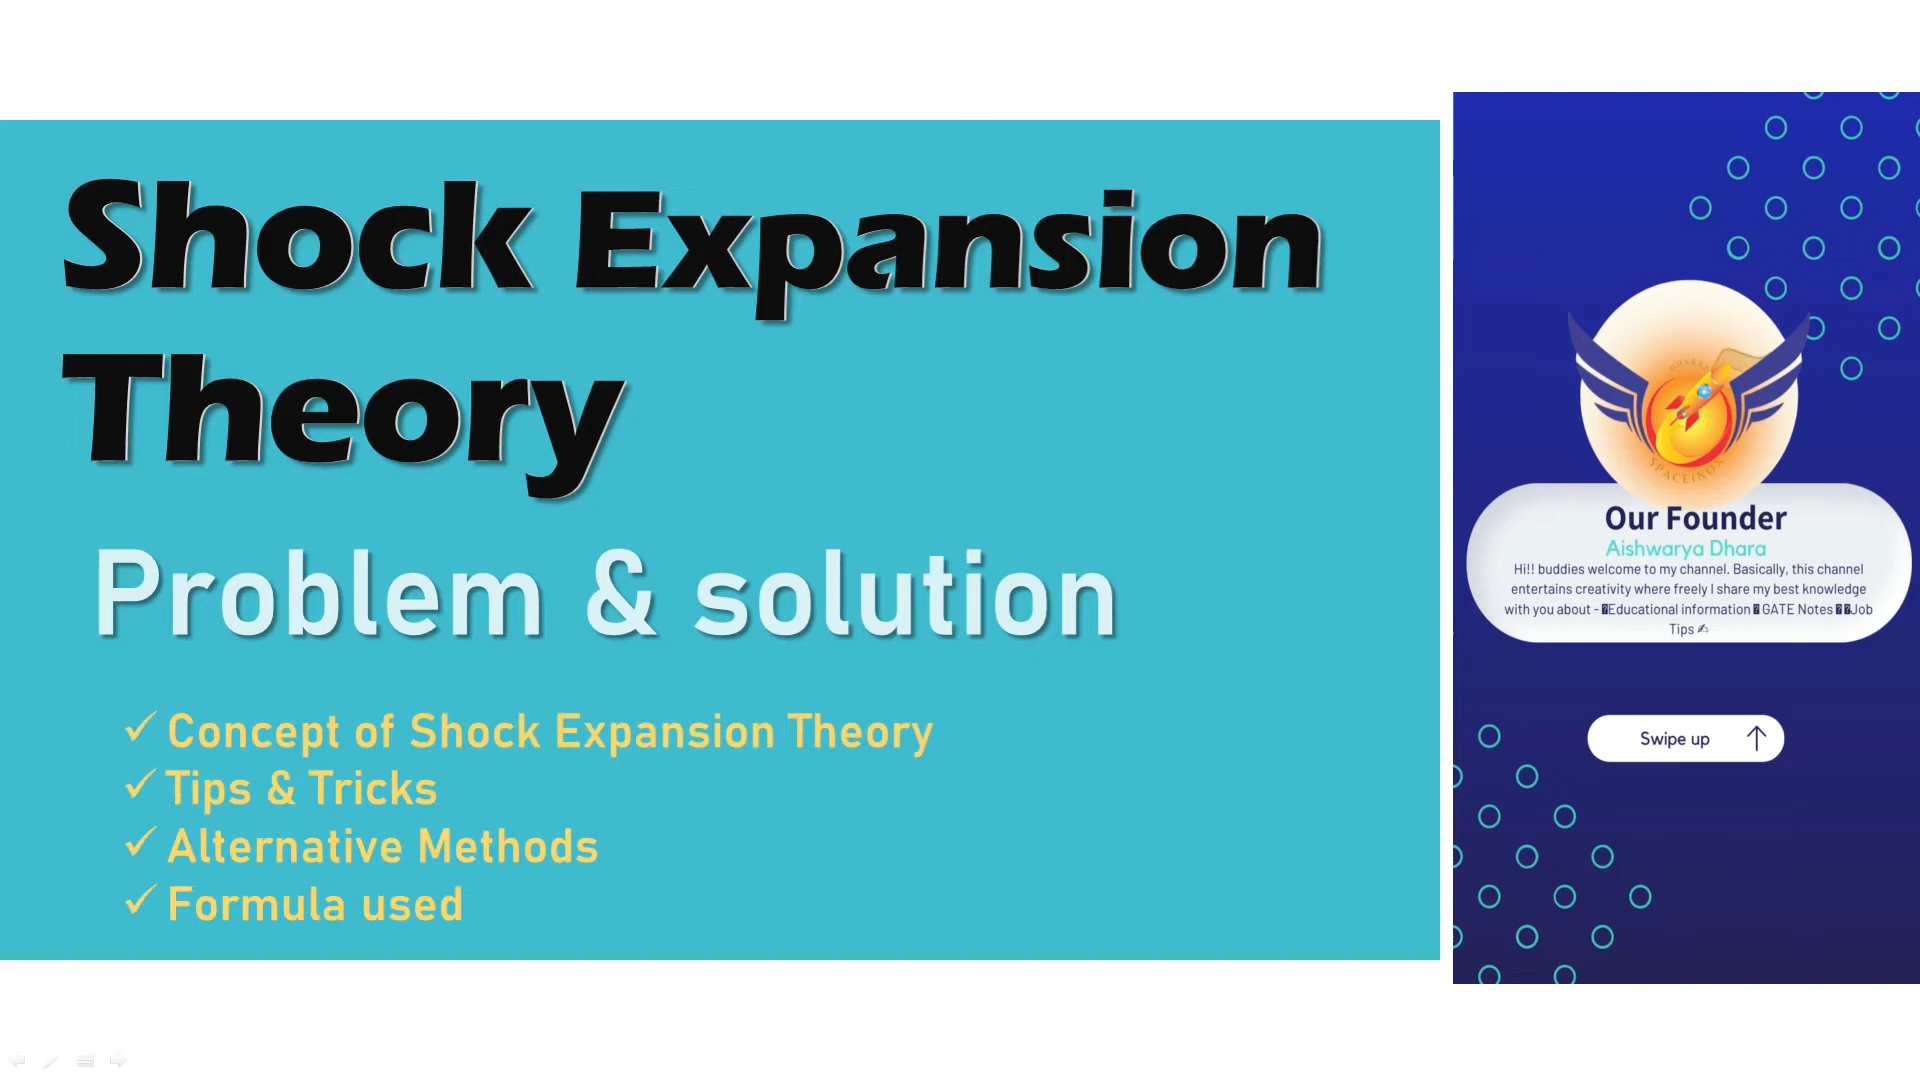 Shock Expansion
Theory
Problem & solution
✓ Concept of Shock Expansion Theory
✓ Tips & Tricks
✓ Alternative Methods
✓ Formula used
SPACEINOX
Our Founder
Aishwarya Dhara
Hi!! buddies welcome to my channel. Basically, this channel
entertains creativity where freely I share my best knowledge
with you about - Educational information GATE Notes Job
Tips ✍
Swipe up